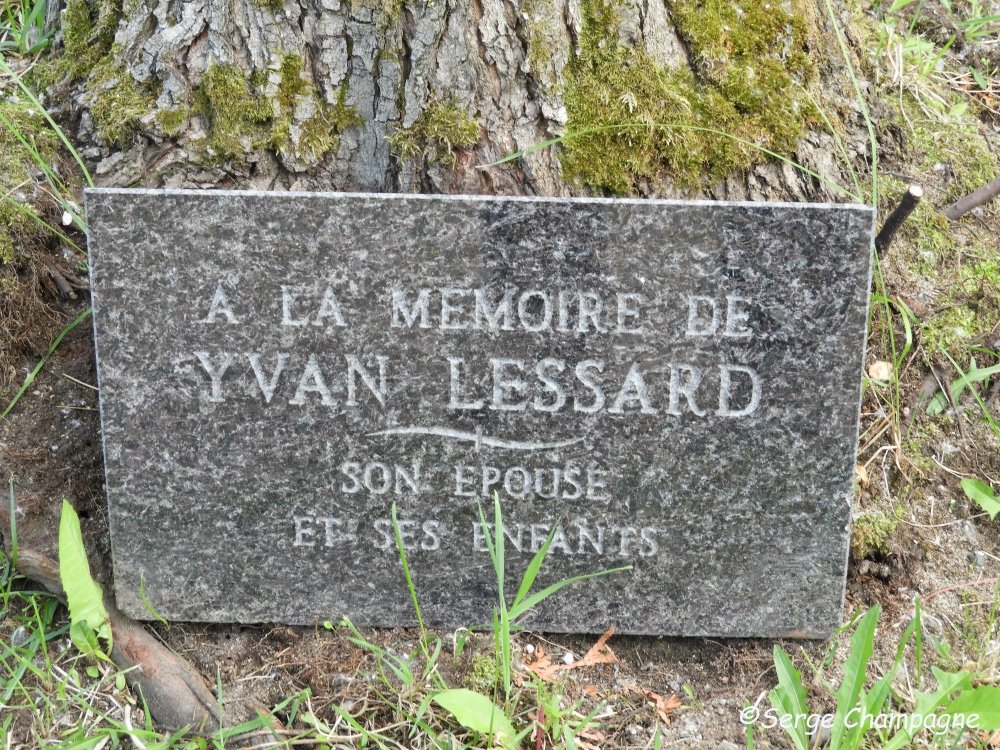 A LA MEMOIRE DE
YVAN LESSARD
SON EPOUSE
ET SES ENFANTS
©Serge Champagne